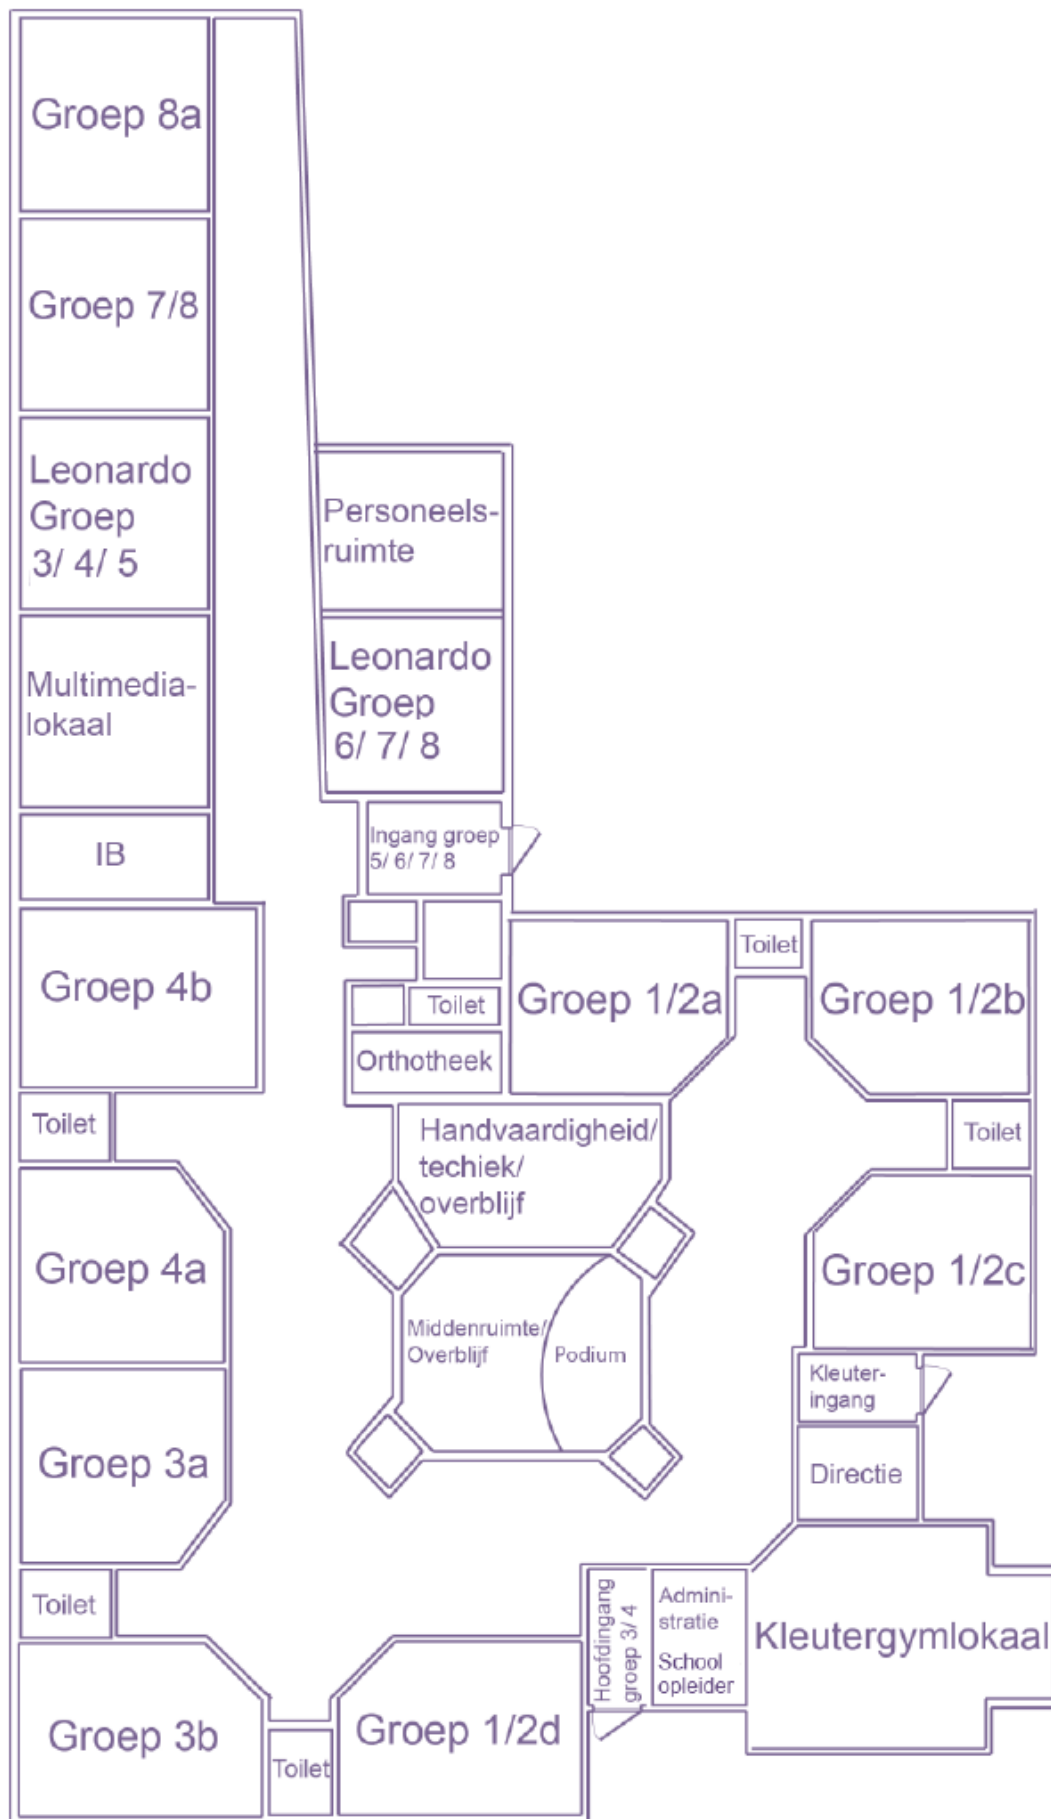 Groep 8a
Groep 7/8
Leonardo
Groep
3/ 4/ 5
Personeels-
ruimte
Leonardo
Groep
6/ 7/ 8
Multimedia-
lokaal
Ingang groep
5/ 6/ 7/ 8
IB
Groep 4b
Toilet
Orthotheek
Groep 1/2a
Toilet
Groep 1/2b
Toilet
Toilet
Handvaardigheid/
techiek/
overblijf
Groep 4a
Groep 1/2c
Middenruimte/
Overblijf
Podium
Kleuter-
ingang
Groep 3a
Directie
Toilet
Hoofdingang
groep 3/ 4
Admini-
stratie
School
opleider
Kleutergymlokaal
Groep 3b
Toilet
Groep 1/2d